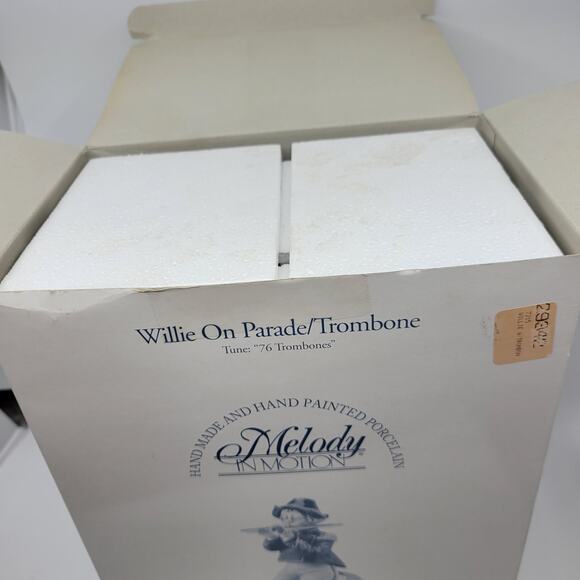 Willie On Parade/Trombone
Tune: "76 Trombones"
HAND MADE AND HAND PAINTED PORCELAIN
Melody
IN MOTION